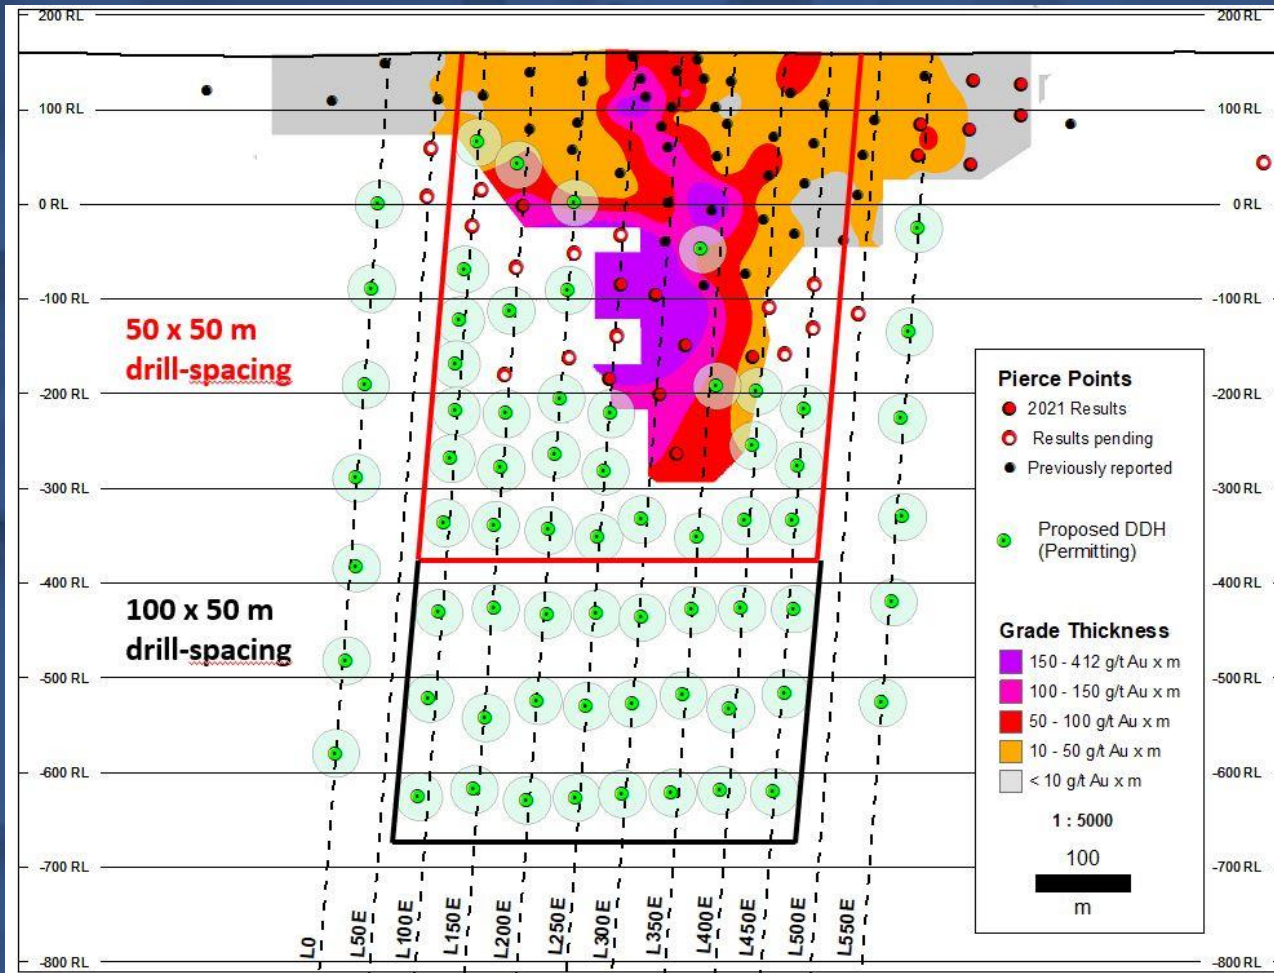 200 RL
200 RL
100 RL
100 RL
0 RL
0 RL
-100 RL
-100 RL
50 x 50 m
drill-spacing
-200 RL
-200 RL
-300 RL
-300 RL
-400 RL
-400 RL
100 x 50 m
drill-spacing
-500 RL
-500 RL
-600 RL
-600 RL
-700 RL
-700 RL
-800 RL
-800 RL
Pierce Points
2021 Results
Results pending
Previously reported
Proposed DDH
(Permitting)
Grade Thickness
150 - 412 g/t Au x m
100 - 150 g/t Au x m
50 - 100 g/t Au x m
10 - 50 g/t Au x m
< 10 g/t Au x m
1 : 5000
100
m
L0
L50E
L100E
L150E
L200E
L250E
L300E
L350E
L400E
L450E
L500E
L550E